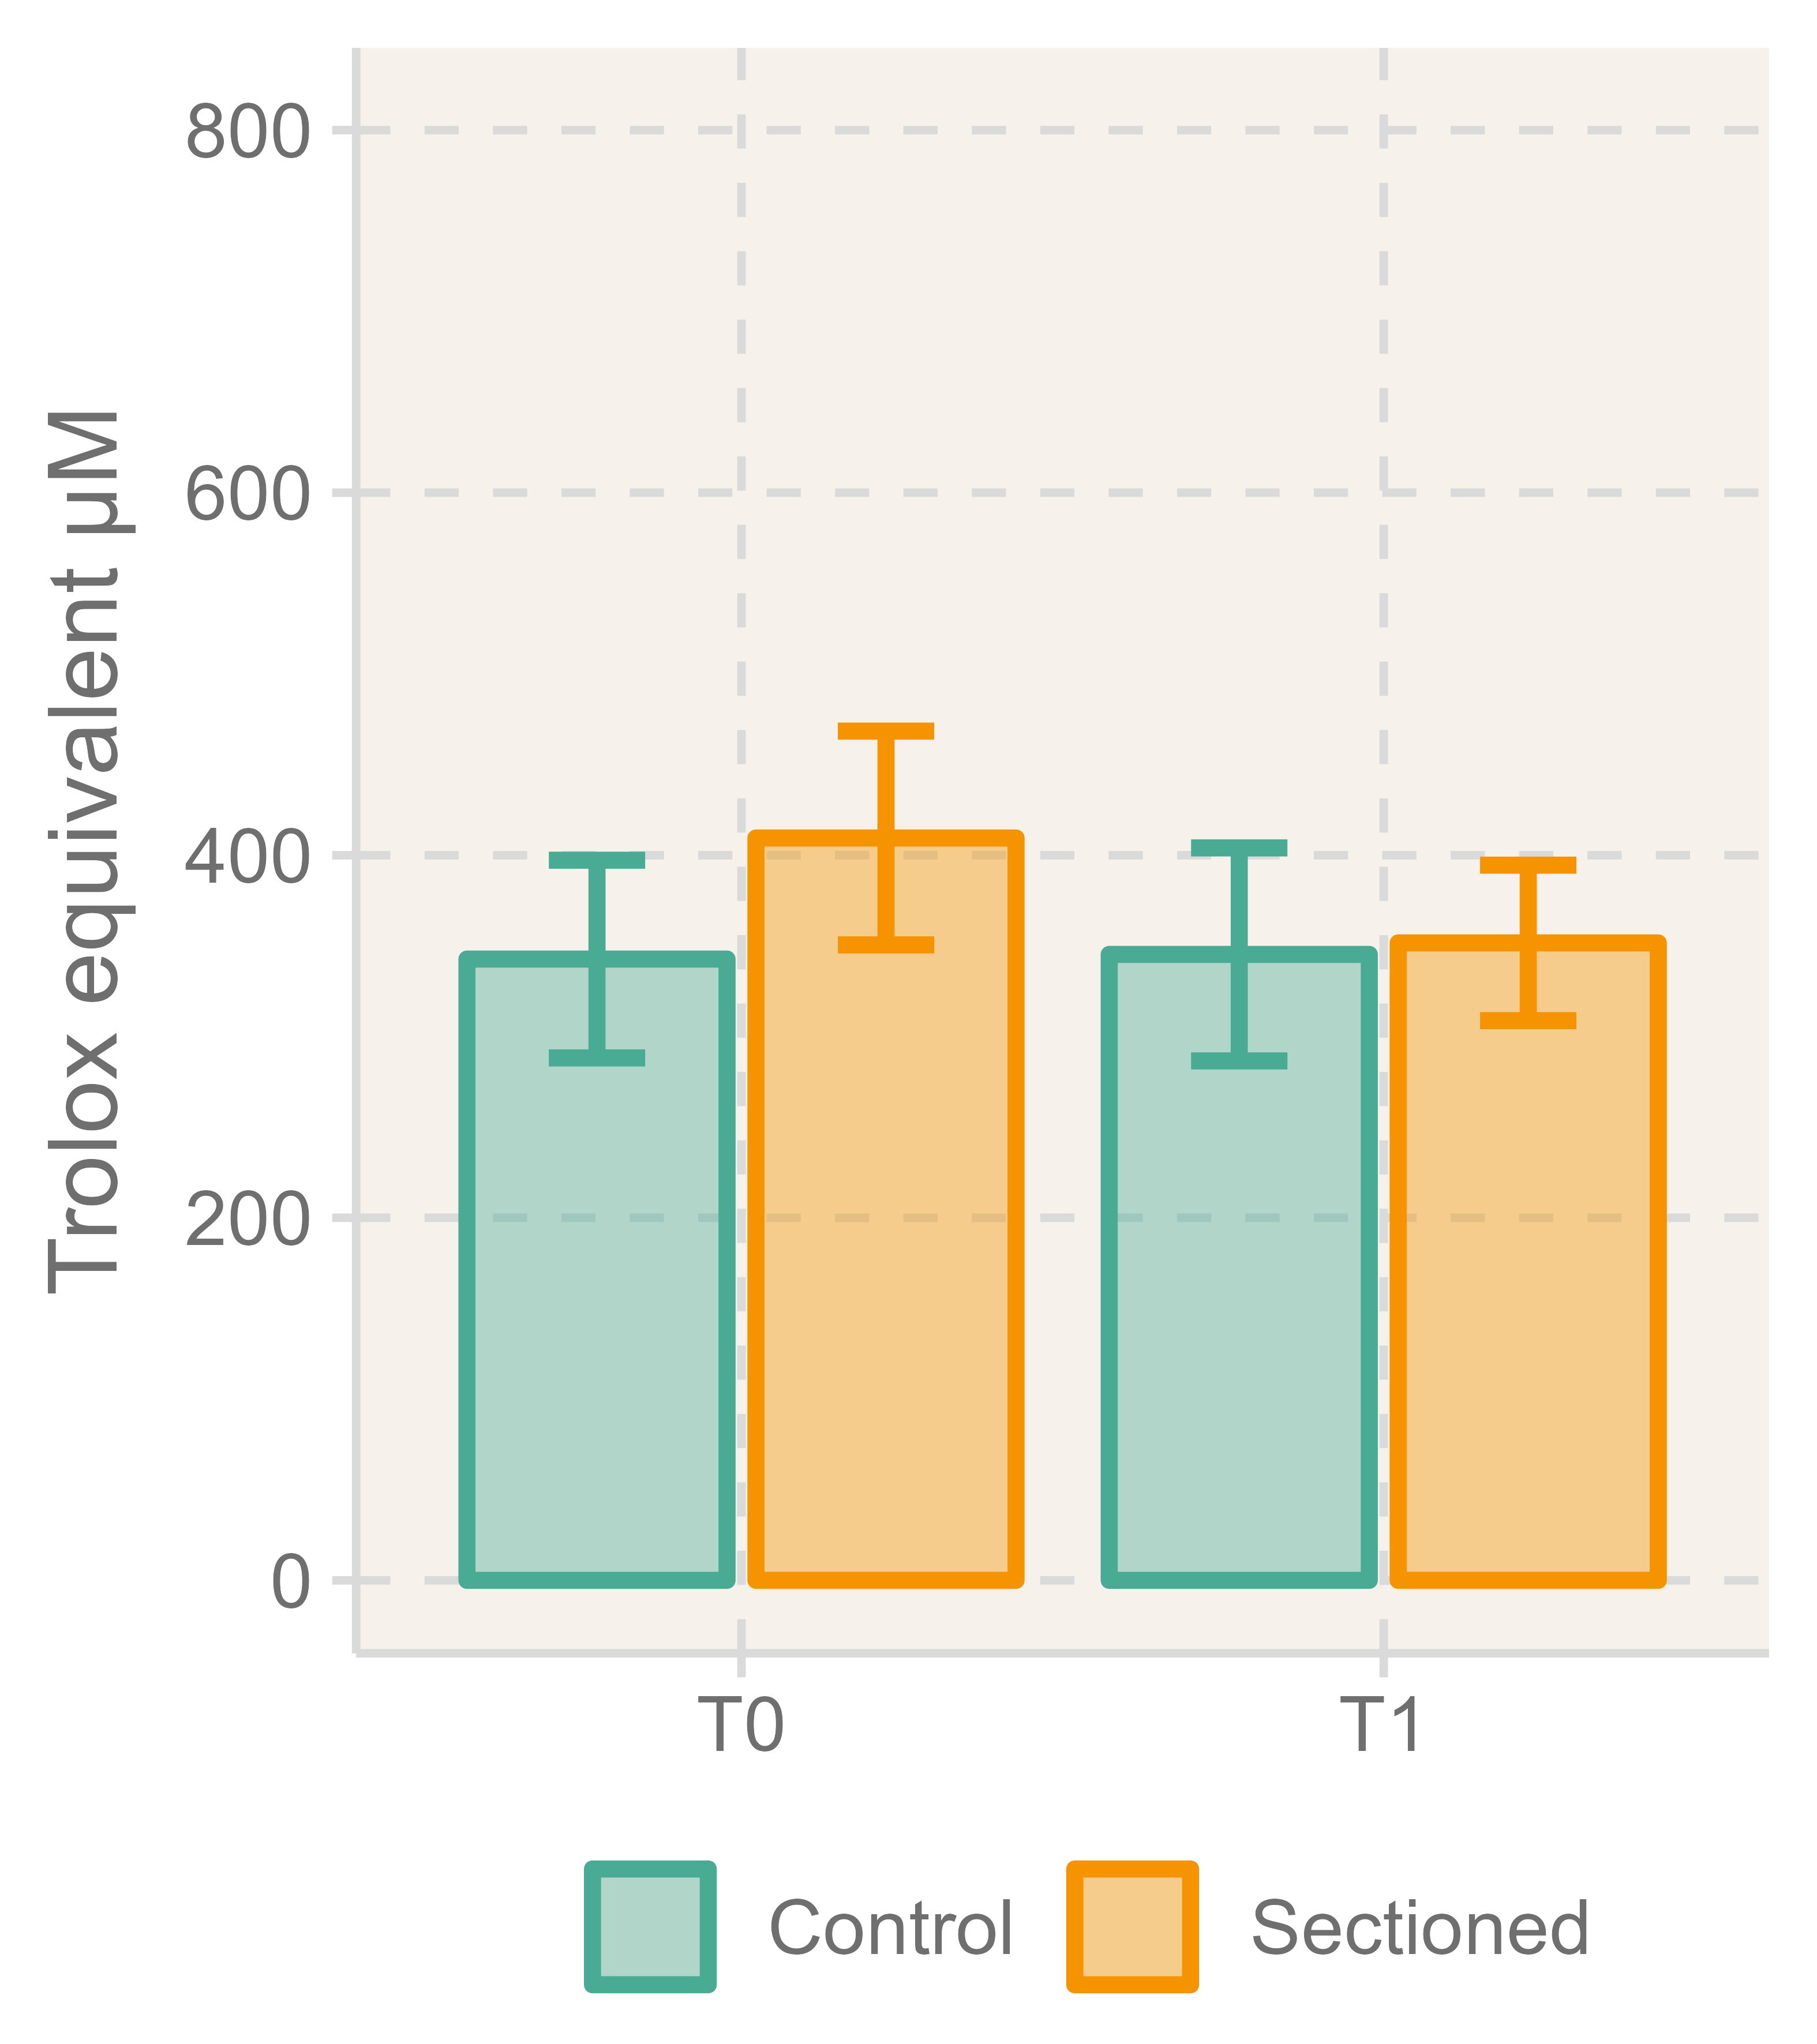 Trolox equivalent µM
800
600
400
200
0
T0 T1
Control Sectioned